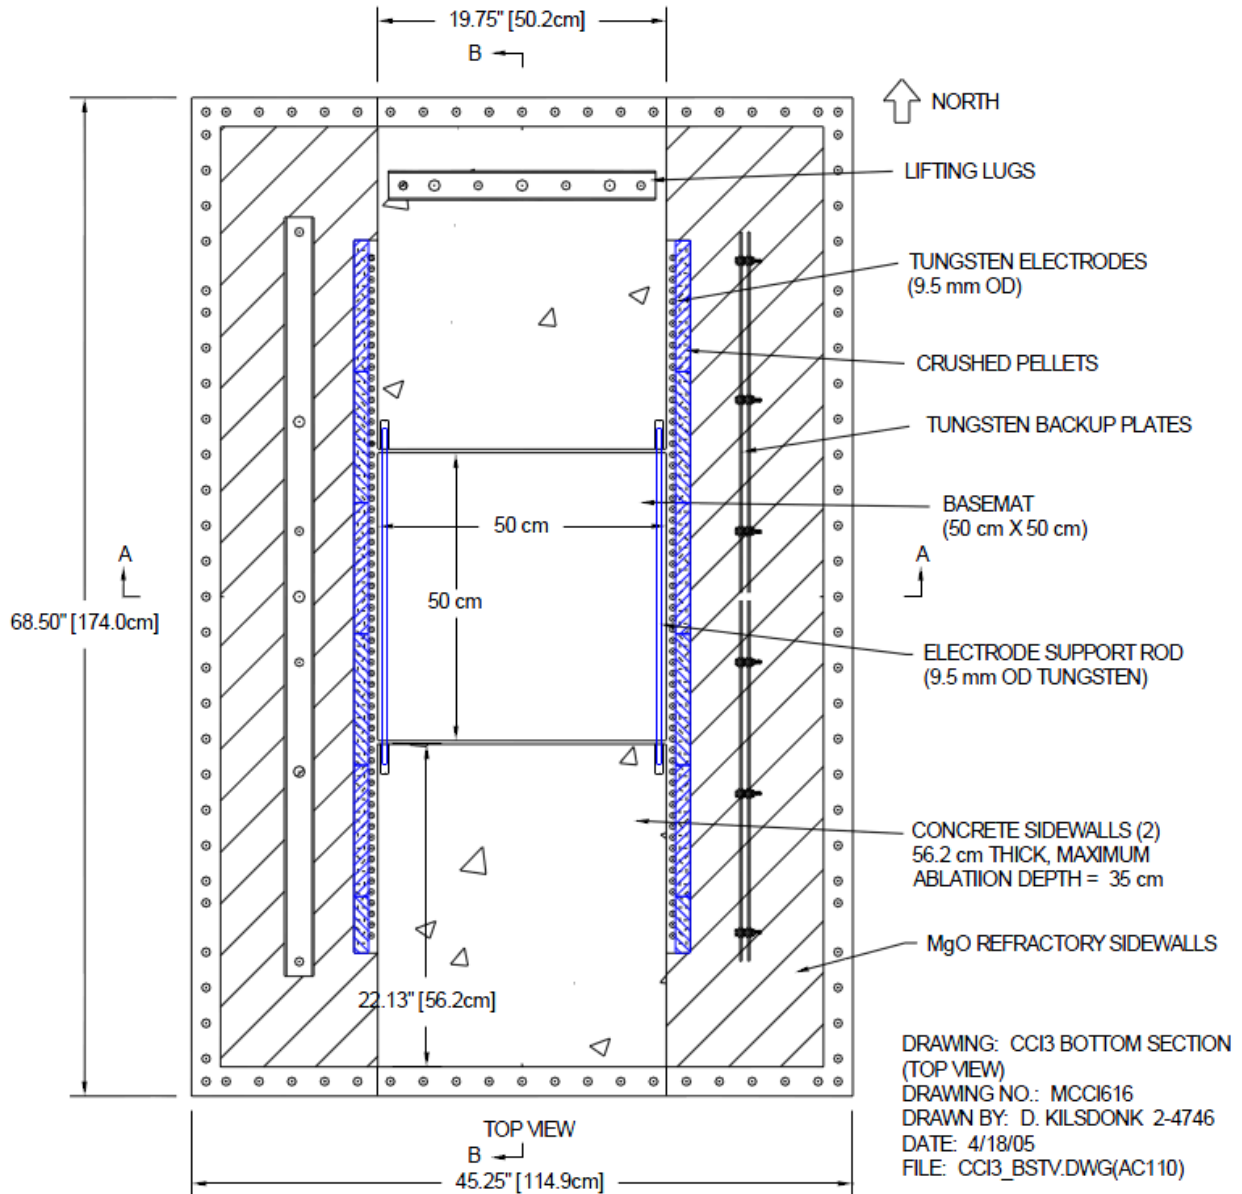 19.75" [50.2cm]
B
NORTH
LIFTING LUGS
TUNGSTEN ELECTRODES
(9.5 mm OD)
CRUSHED PELLETS
TUNGSTEN BACKUP PLATES
BASEMAT
(50 cm X 50 cm)
50 cm
A
A
50 cm
68.50" [174.0cm]
ELECTRODE SUPPORT ROD
(9.5 mm OD TUNGSTEN)
CONCRETE SIDEWALLS (2)
56.2 cm THICK, MAXIMUM
ABLATIION DEPTH = 35 cm
MgO REFRACTORY SIDEWALLS
22.13" [56.2cm]
DRAWING: CCI3 BOTTOM SECTION
(TOP VIEW)
DRAWING NO.: MCCI616
DRAWN BY: D. KILSDONK 2-4746
DATE: 4/18/05
FILE: CCI3_BSTV.DWG(AC110)
TOP VIEW
B
45.25" [114.9cm]